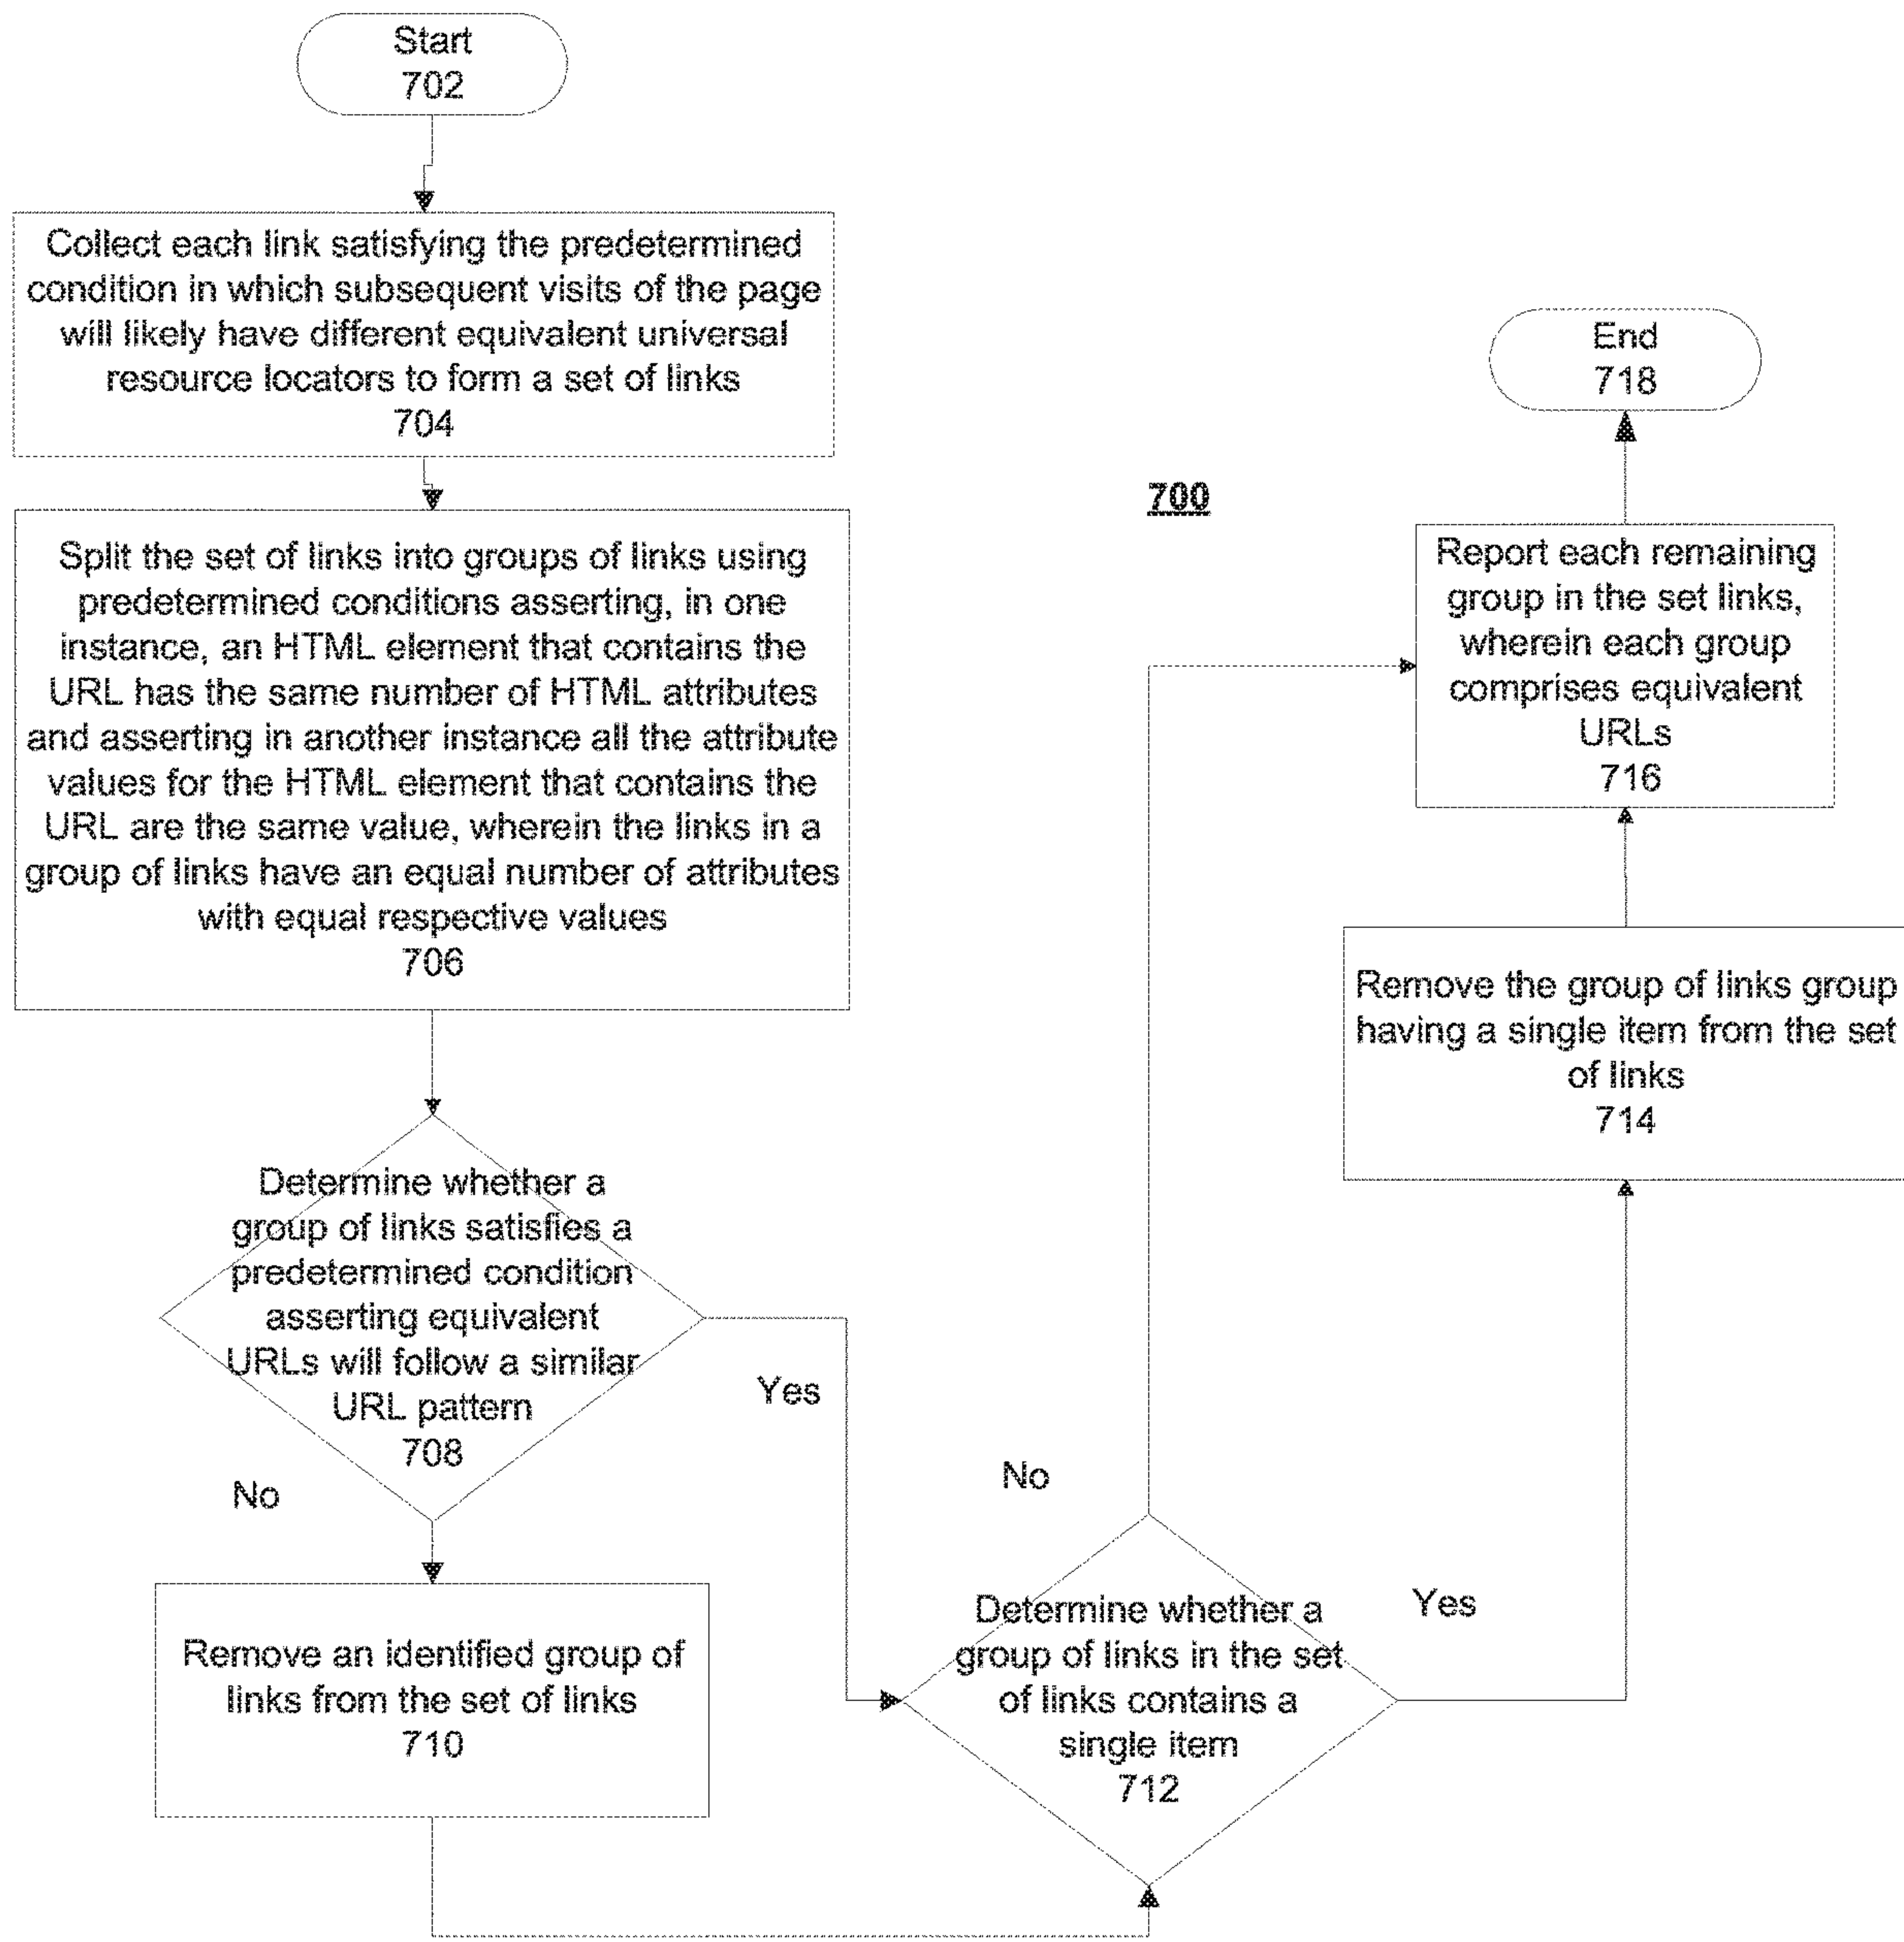 Start
702
Collect each link satisfying the predetermined
condition in which subsequent visits of the page
will likely have different equivalent universal
resource locators to form a set of links
704
Split the set of links into groups of links using
predetermined conditions asserting, in one
instance, an HTML element that contains the
URL has the same number of HTML attributes
and asserting in another instance all the attribute
values for the HTML element that contains the
URL are the same value, wherein the links in a
group of links have an equal number of attributes
with equal respective values
706
Determine whether a
group of links satisfies a
predetermined condition
asserting equivalent
URLs will follow a similar
URL pattern
708
Yes
No
Remove an identified group of
links from the set of links
710
Determine whether a
group of links in the set
of links contains a
single item
712
No
Yes
Remove the group of links group
having a single item from the set
of links
714
Report each remaining
group in the set links,
wherein each group
comprises equivalent
URLs
716
End
718
700